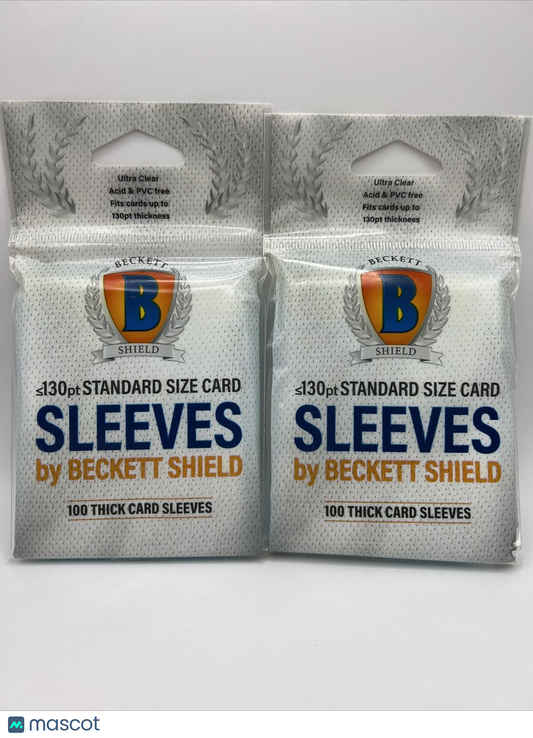 Ultra Clear
Acid & PVC free
Fits cards up to
130pt thickness
BECKETT
B
SHIELD
≤130pt STANDARD SIZE CARD
SLEEVES
by BECKETT SHIELD
100 THICK CARD SLEEVES
Ultra Clear
Acid & PVC free
Fits cards up to
130pt thickness
BECKETT
B
SHIELD
≤130pt STANDARD SIZE CARD
SLEEVES
by BECKETT SHIELD
100 THICK CARD SLEEVES
mascot